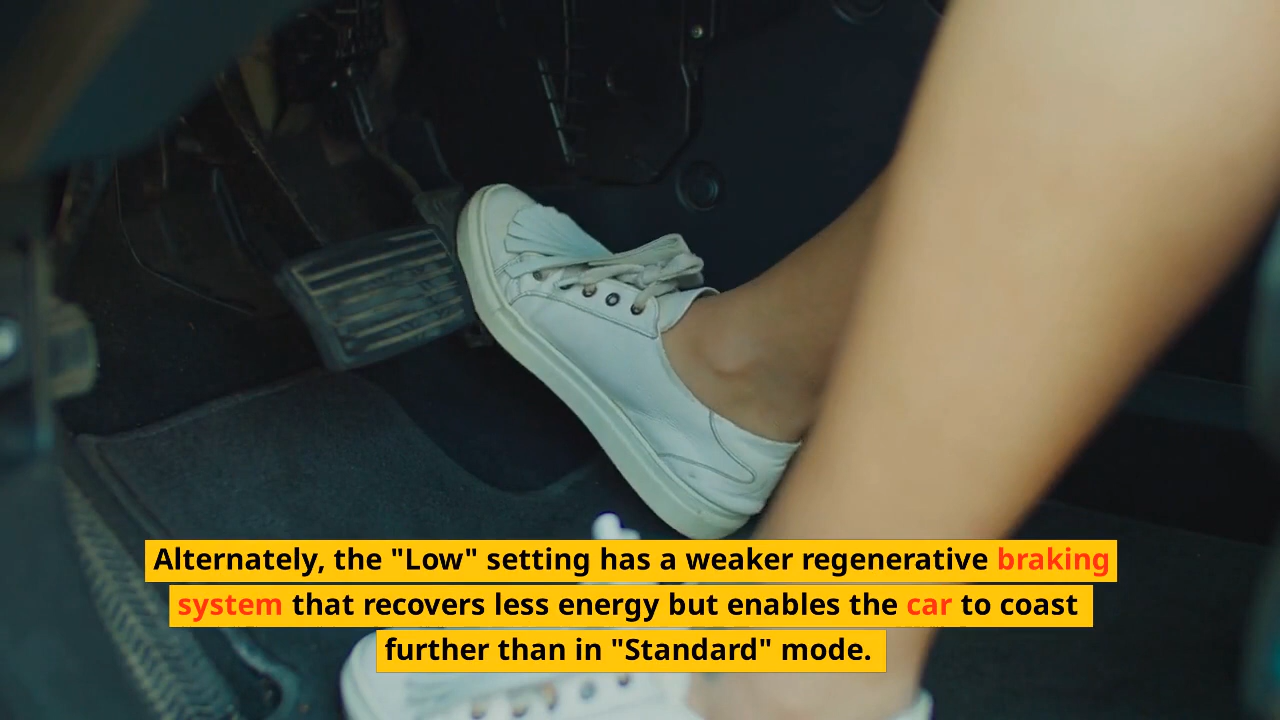 Alternately, the "Low" setting has a weaker regenerative braking
system that recovers less energy but enables the car to coast
further than in "Standard" mode.